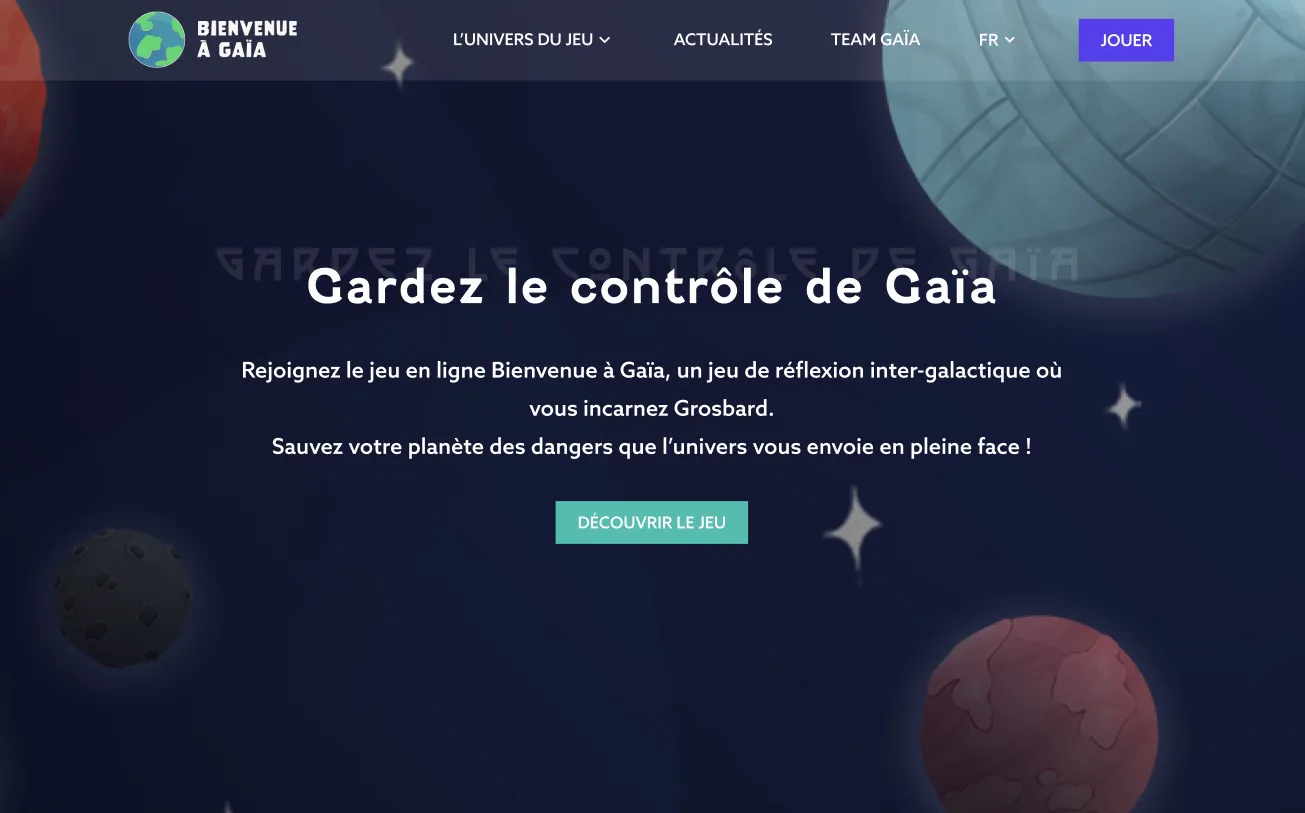 BIENVENUE
À GAÏA
L’UNIVERS DU JEU
ACTUALITÉS
TEAM GAÏA
FR
JOUER
GARDEZ LE CONTRÔLE DE GAÏA
Gardez le contrôle de Gaïa
Rejoignez le jeu en ligne Bienvenue à Gaïa, un jeu de réflexion inter-galactique où
vous incarnez Grosbard.
Sauvez votre planète des dangers que l’univers vous envoie en pleine face !
DÉCOUVRIR LE JEU